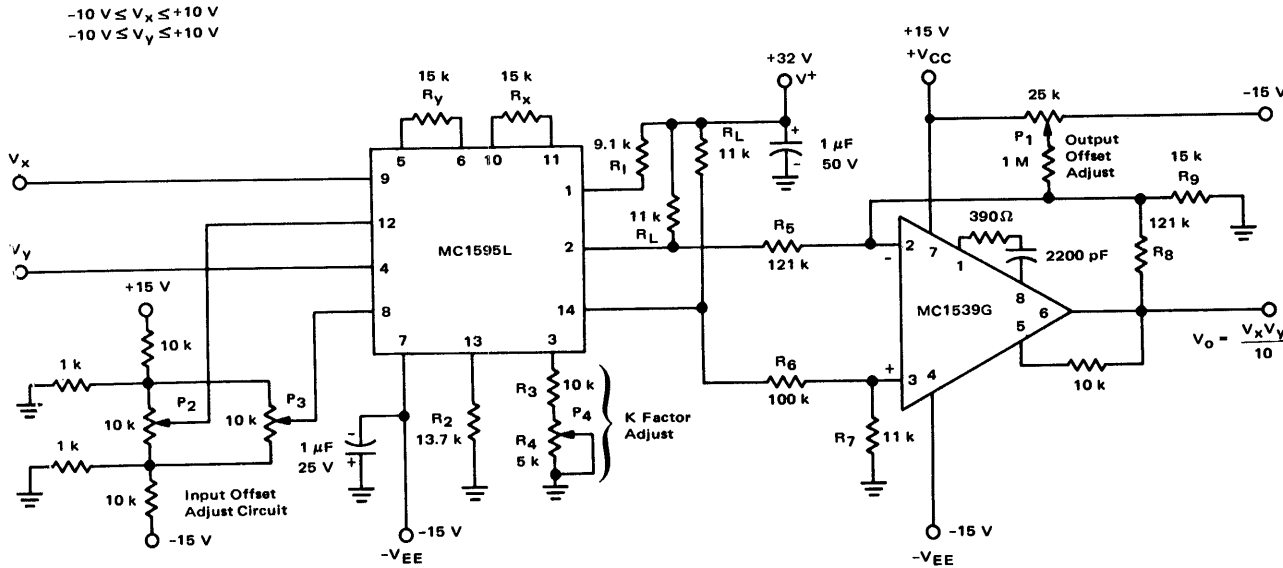 -10 V ≤ Vx ≤ +10 V
-10 V ≤ Vy ≤ +10 V
+32 V
V+
+15 V
+VCC
15 k
Ry
15 k
Rx
25 k
-15 V
P1
Output
Offset
Adjust
1 M
9.1 k
RI
RL
11 k
1 µF
50 V
+
-
15 k
R9
5
6
10
11
Vx
9
1
11 k
RL
12
MC1595L
2
R5
121 k
390Ω
121 k
R8
2200 pF
2
-
7
1
8
Vy
4
+15 V
8
14
MC1539G
6
5
Vo = VxVy
10
10 k
1 k
7
13
3
R6
100 k
+
3
4
10 k
P2
10 k
P3
10 k
R3
10 k
P4
R4
5 k
K Factor
Adjust
R2
13.7 k
1 µF
25 V
-
+
R7
11 k
1 k
10 k
Input Offset
Adjust Circuit
-15 V
-15 V
-VEE
-15 V
-VEE